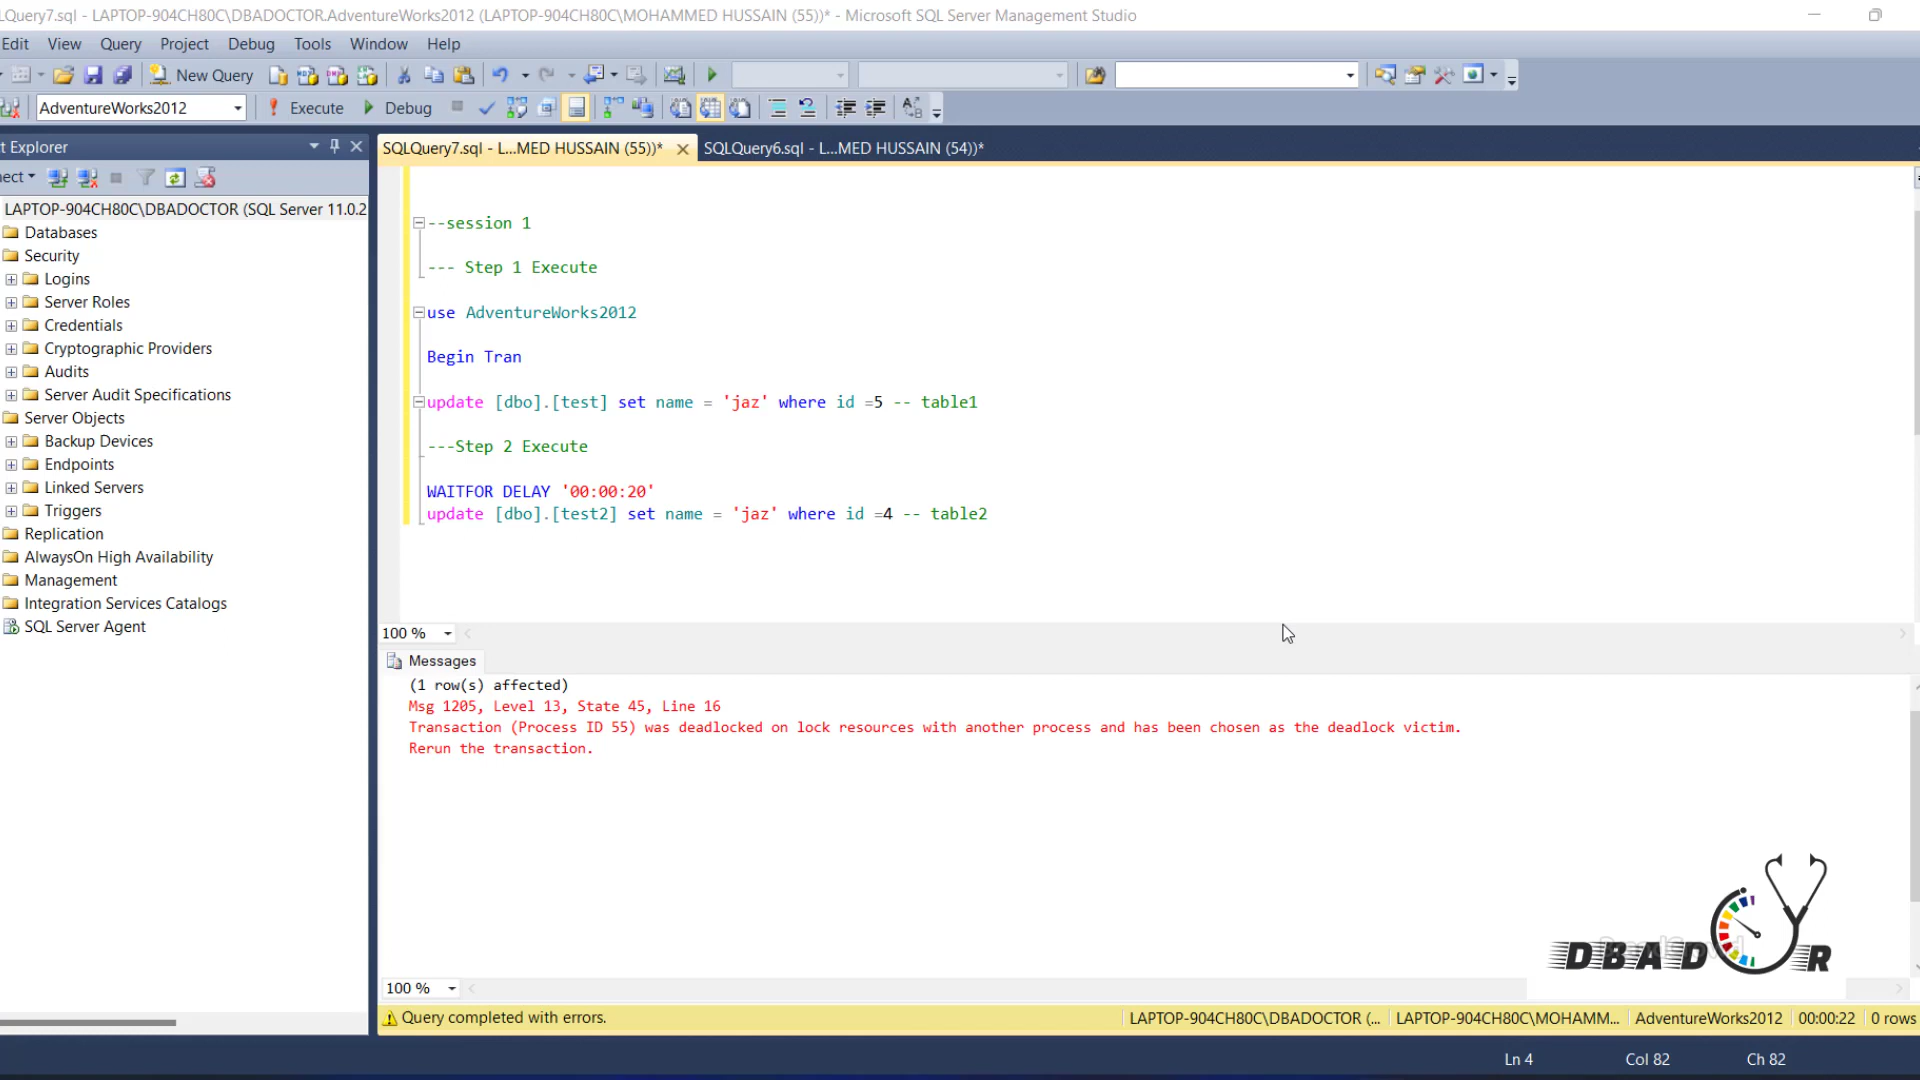 LQuery7.sql - LAPTOP-904CH80C\DBADOCTOR.AdventureWorks2012 (LAPTOP-904CH80C\MOHAMMED HUSSAIN (55))* - Microsoft SQL Server Management Studio
Edit View Query Project Debug Tools Window Help
New Query
AdventureWorks2012 Execute Debug
t Explorer
SQLQuery7.sql - L...MED HUSSAIN (55))* SQLQuery6.sql - L...MED HUSSAIN (54))*
nect
LAPTOP-904CH80C\DBADOCTOR (SQL Server 11.0.2
Databases
Security
Logins
Server Roles
Credentials
Cryptographic Providers
Audits
Server Audit Specifications
Server Objects
Backup Devices
Endpoints
Linked Servers
Triggers
Replication
AlwaysOn High Availability
Management
Integration Services Catalogs
SQL Server Agent
--session 1
--- Step 1 Execute
use AdventureWorks2012
Begin Tran
update [dbo].[test] set name = 'jaz' where id =5 -- table1
---Step 2 Execute
WAITFOR DELAY '00:00:20'
update [dbo].[test2] set name = 'jaz' where id =4 -- table2
100 %
Messages
(1 row(s) affected)
Msg 1205, Level 13, State 45, Line 16
Transaction (Process ID 55) was deadlocked on lock resources with another process and has been chosen as the deadlock victim.
Rerun the transaction.
DBAD R
100 %
Query completed with errors. LAPTOP-904CH80C\DBADOCTOR (... LAPTOP-904CH80C\MOHAMM... AdventureWorks2012 00:00:22 0 rows
Ln 4 Col 82 Ch 82